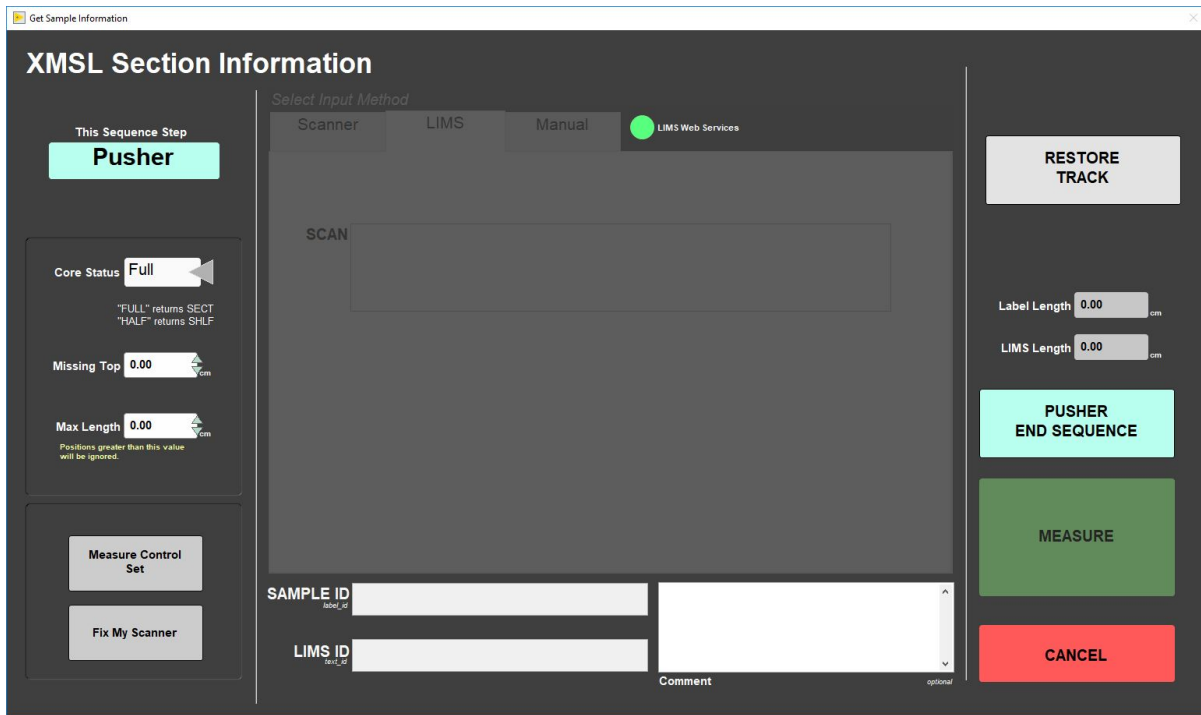 Get Sample Information
XMSL Section Information
This Sequence Step
Pusher
Core Status Full
"FULL" returns SECT
"HALF" returns SHLF
Missing Top 0.00 cm
Max Length 0.00 cm
Positions greater than this value
will be ignored.
Measure Control
Set
Fix My Scanner
Select Input Method
Scanner LIMS Manual LIMS Web Services
SCAN
SAMPLE ID
label_id
LIMS ID
text_id
Comment optional
RESTORE
TRACK
Label Length 0.00 cm
LIMS Length 0.00 cm
PUSHER
END SEQUENCE
MEASURE
CANCEL